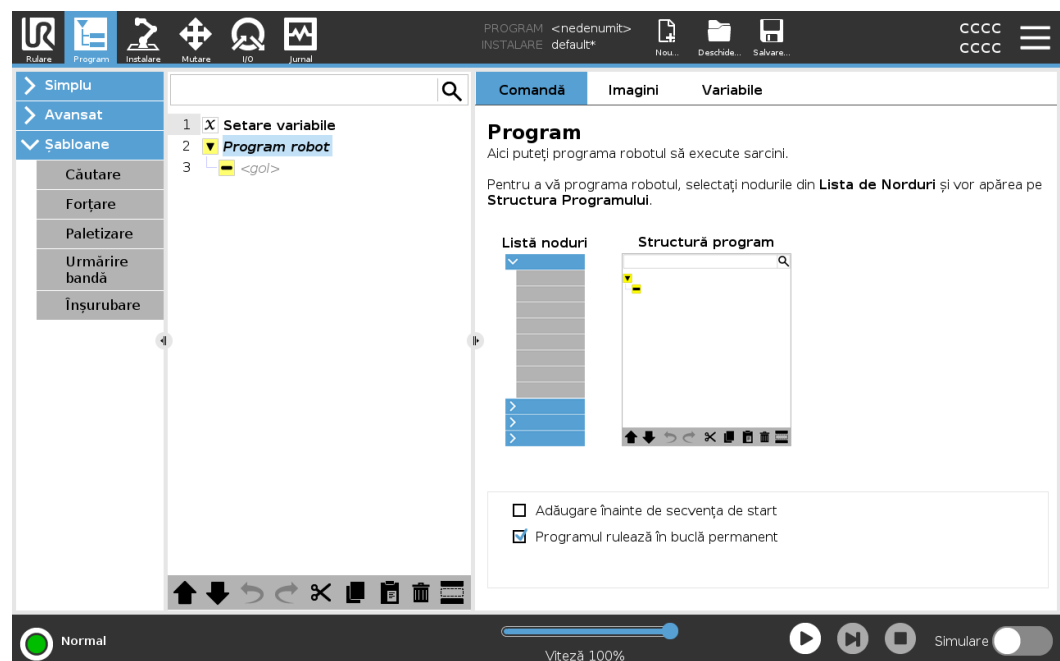 PROGRAM <nedenumit>
INSTALARE default*
Rulare
Program
Instalare
Mutare
I/O
Jurnal
Nou...
Deschide...
Salvare...
cccc
cccc
Simplu
Avansat
Șabloane
Căutare
Forțare
Paletizare
Urmărire
bandă
Înșurubare
1 X Setare variabile
2 Program robot
3 <gol>
Comandă
Imagini
Variabile
Program
Aici puteți programa robotul să execute sarcini.
Pentru a vă programa robotul, selectați nodurile din Lista de Norduri și vor apărea pe
Structura Programului.
Listă noduri
Structură program
Adăugare înainte de secvența de start
Programul rulează în buclă permanent
Normal
Viteză 100%
Simulare